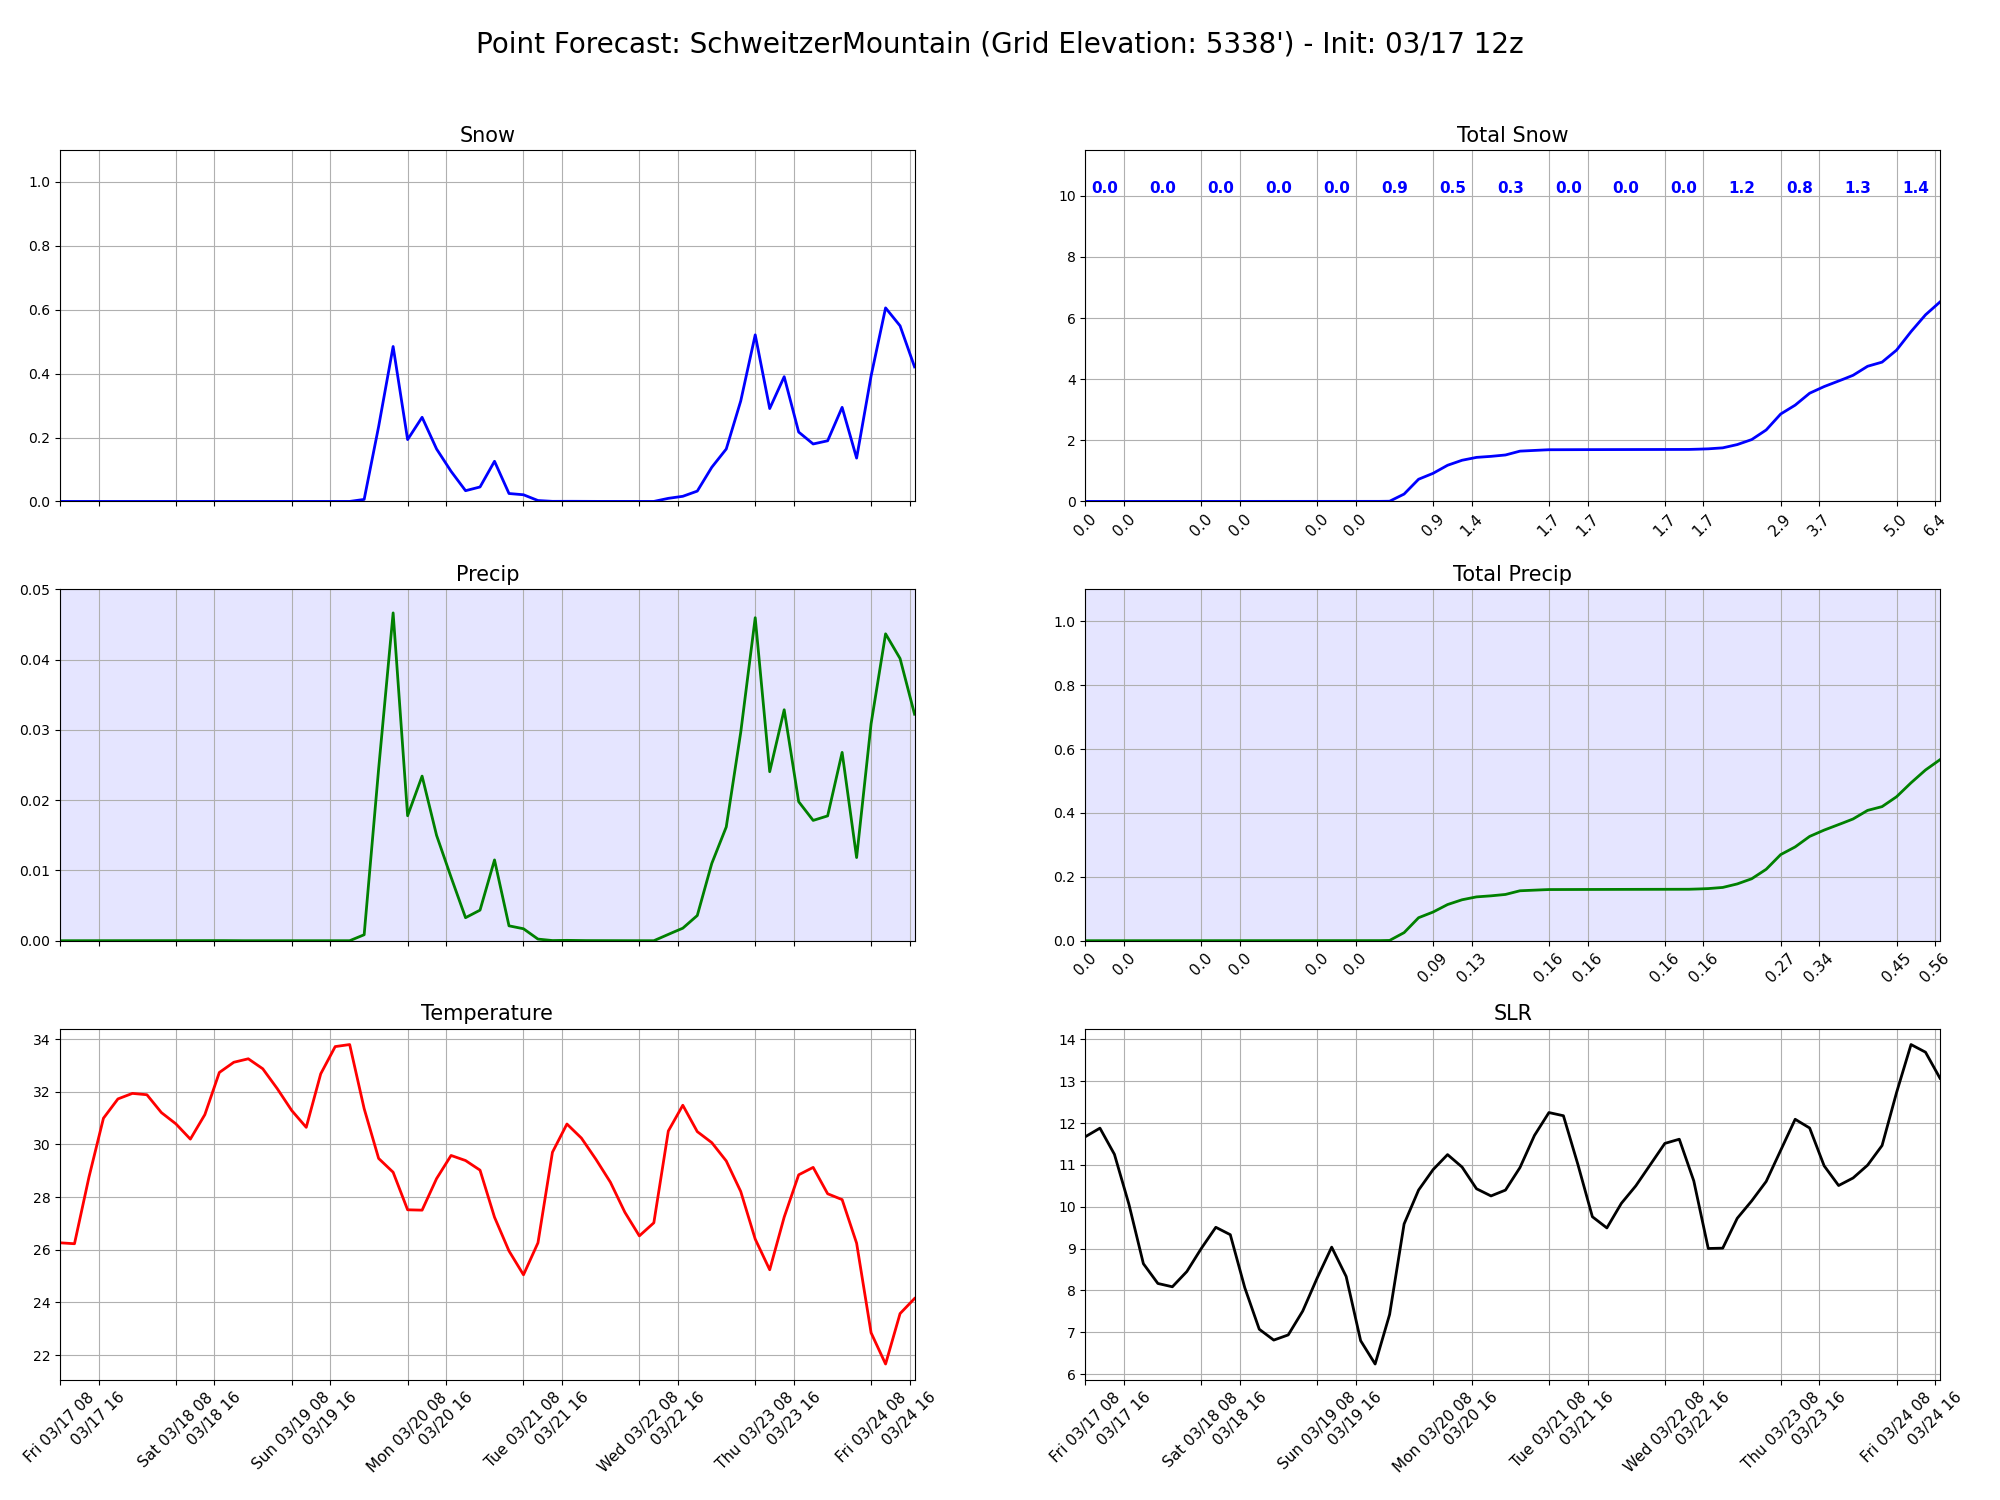 Point Forecast: SchweitzerMountain (Grid Elevation: 5338') - Init: 03/17 12z
Snow
1.0
0.8
0.6
0.4
0.2
0.0
Total Snow
0.0 0.0 0.0 0.0 0.0 0.9 0.5 0.3 0.0 0.0 0.0 1.2 0.8 1.3 1.4
10
8
6
4
2
0
0.0 0.0 0.0 0.0 0.0 0.0 0.9 1.4 1.7 1.7 1.7 1.7 2.9 3.7 5.0 6.4
Precip
0.05
0.04
0.03
0.02
0.01
0.00
Total Precip
1.0
0.8
0.6
0.4
0.2
0.0
0.0 0.0 0.0 0.0 0.0 0.0 0.09 0.13 0.16 0.16 0.16 0.16 0.27 0.34 0.45 0.56
Temperature
34
32
30
28
26
24
22
Fri 03/17 08
03/17 16
Sat 03/18 08
03/18 16
Sun 03/19 08
03/19 16
Mon 03/20 08
03/20 16
Tue 03/21 08
03/21 16
Wed 03/22 08
03/22 16
Thu 03/23 08
03/23 16
Fri 03/24 08
03/24 16
SLR
14
13
12
11
10
9
8
7
6
Fri 03/17 08
03/17 16
Sat 03/18 08
03/18 16
Sun 03/19 08
03/19 16
Mon 03/20 08
03/20 16
Tue 03/21 08
03/21 16
Wed 03/22 08
03/22 16
Thu 03/23 08
03/23 16
Fri 03/24 08
03/24 16